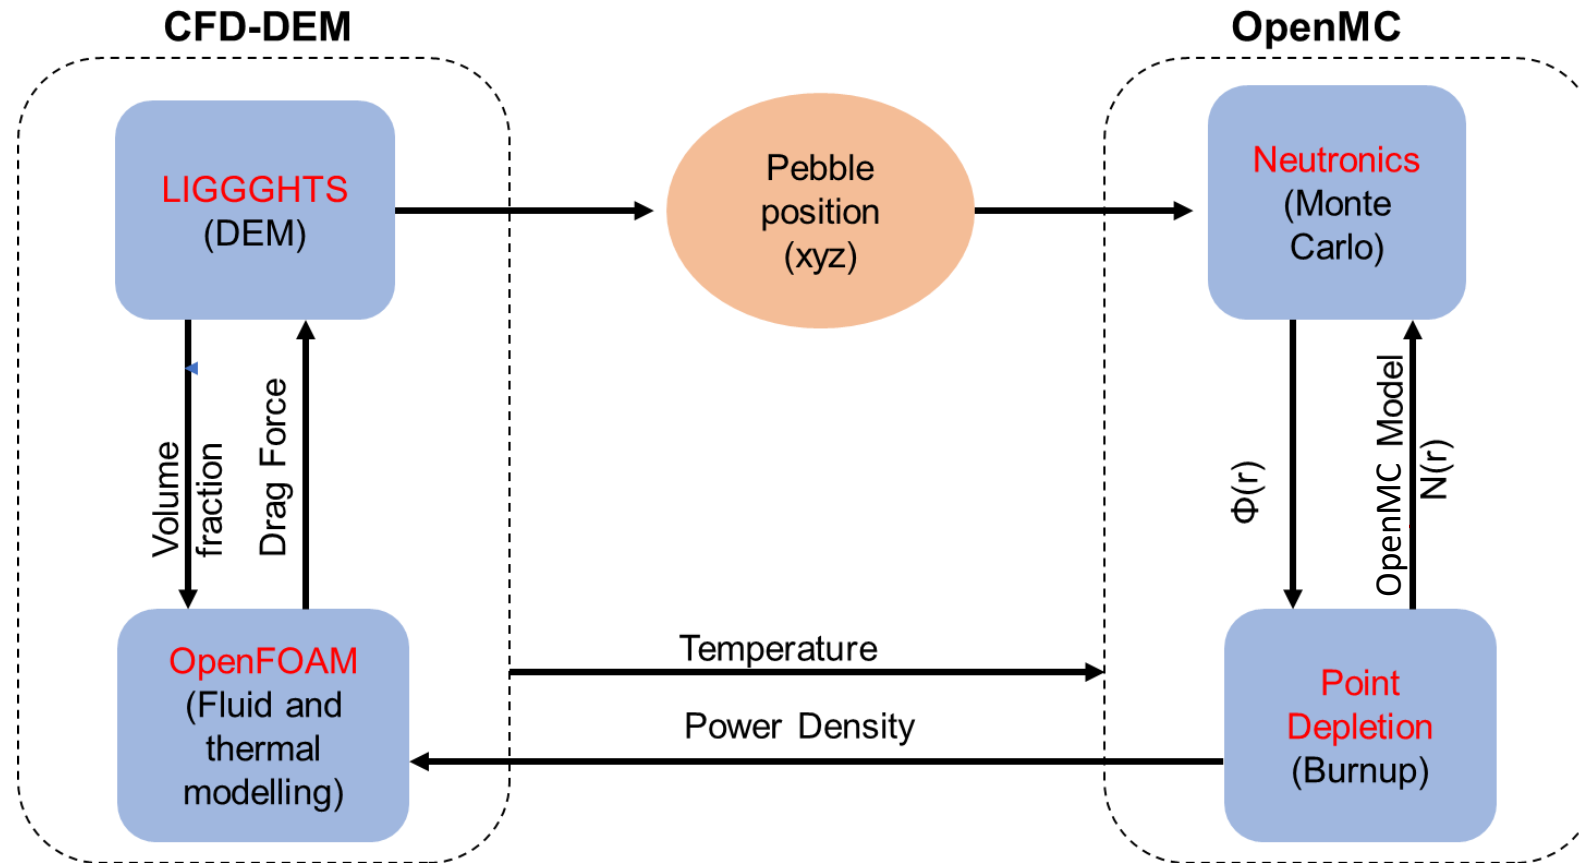 CFD-DEM
OpenMC
LIGGGHTS
(DEM)
Pebble
position
(xyz)
Neutronics
(Monte
Carlo)
Volume
fraction
Drag Force
Φ(r)
OpenMC Model
N(r)
OpenFOAM
(Fluid and
thermal
modelling)
Temperature
Power Density
Point
Depletion
(Burnup)